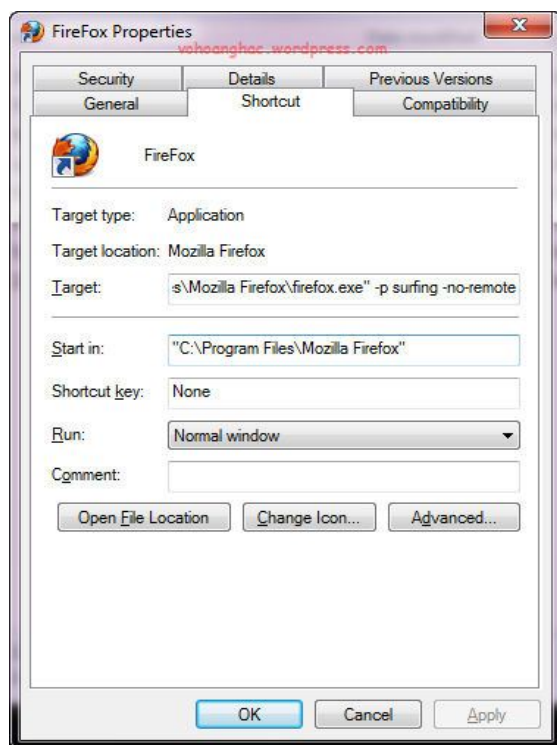 FireFox Properties
vohoanghac.wordpress.com
Security Details Previous Versions
General Shortcut Compatibility
FireFox
Target type: Application
Target location: Mozilla Firefox
Target: s\Mozilla Firefox\firefox.exe" -p surfing -no-remote
Start in: "C:\Program Files\Mozilla Firefox"
Shortcut key: None
Run: Normal window
Comment:
Open File Location Change Icon... Advanced...
OK Cancel Apply